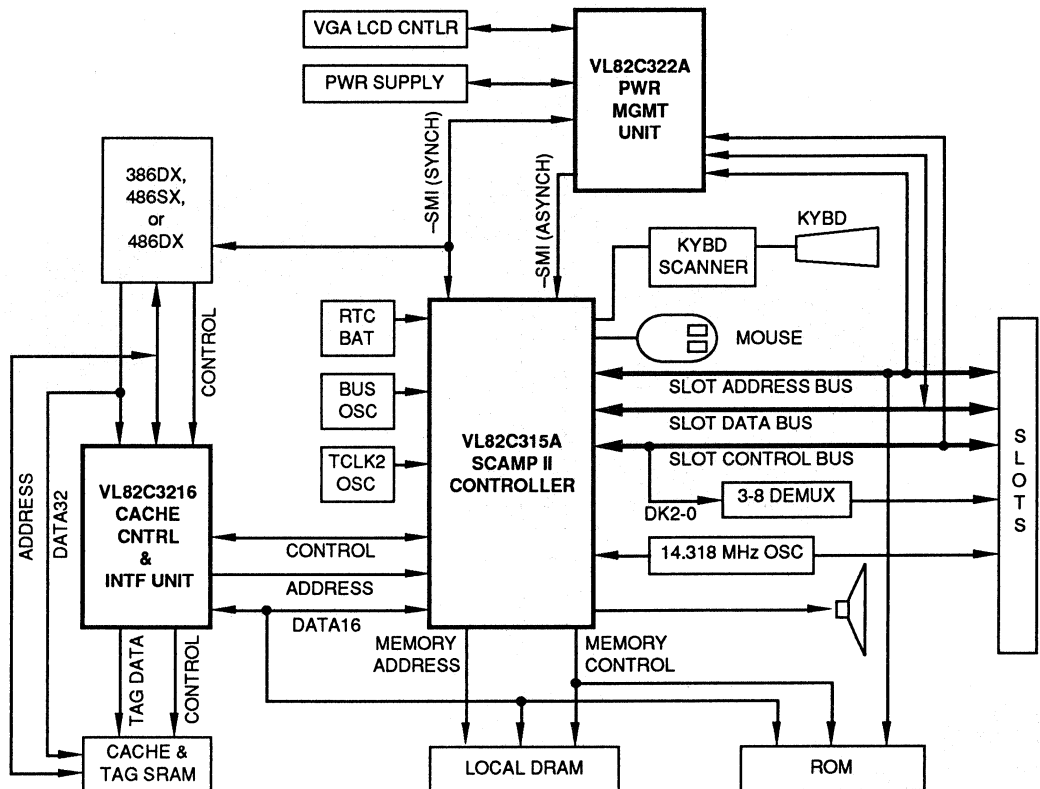 VGA LCD CNTLR
PWR SUPPLY
VL82C322A
PWR
MGMT
UNIT
386DX,
486SX,
or
486DX
–SMI (SYNCH)
–SMI (ASYNCH)
KYBD
SCANNER
KYBD
MOUSE
RTC
BAT
BUS
OSC
TCLK2
OSC
CONTROL
VL82C315A
SCAMP II
CONTROLLER
SLOT ADDRESS BUS
SLOT DATA BUS
SLOT CONTROL BUS
DK2-0
3-8 DEMUX
14.318 MHz OSC
SLOTS
ADDRESS
DATA32
VL82C3216
CACHE
CNTRL
&
INTF UNIT
CONTROL
ADDRESS
DATA16
MEMORY
ADDRESS
MEMORY
CONTROL
TAG DATA
CONTROL
CACHE &
TAG SRAM
LOCAL DRAM
ROM